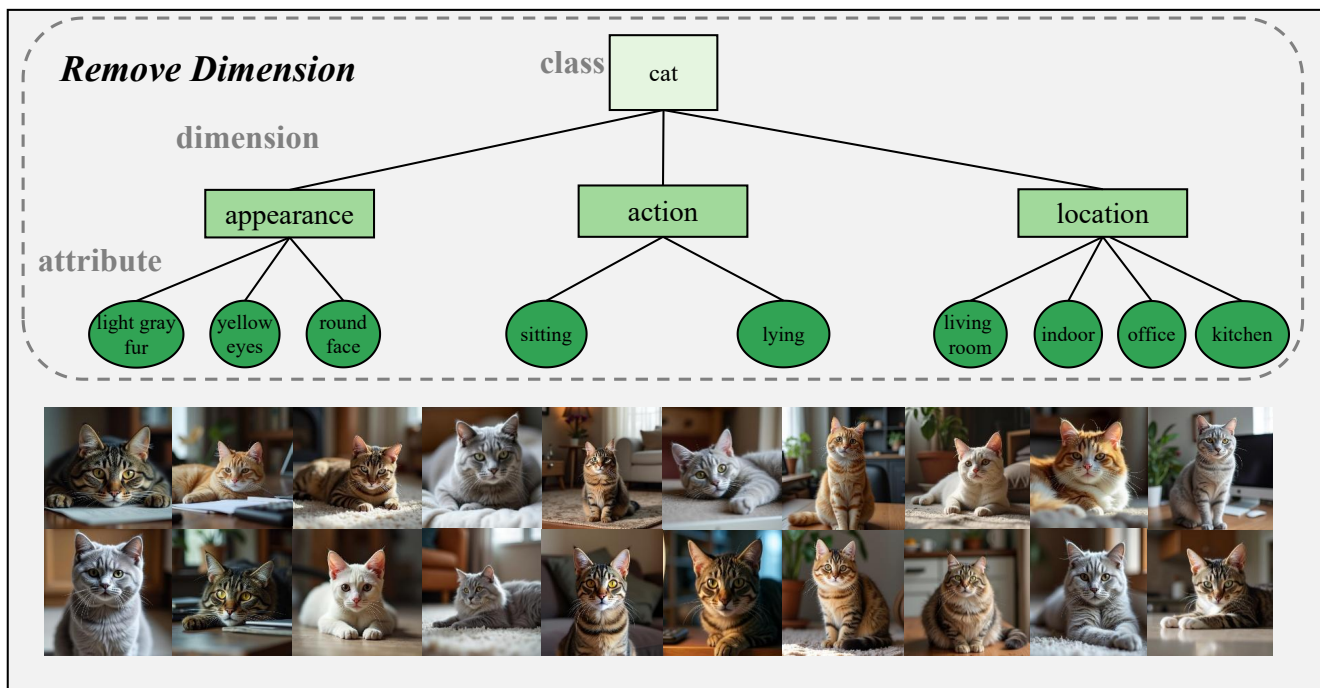 Remove Dimension
class
cat
dimension
appearance
action
location
attribute
light gray
fur
yellow
eyes
round
face
sitting
lying
living
room
indoor
office
kitchen